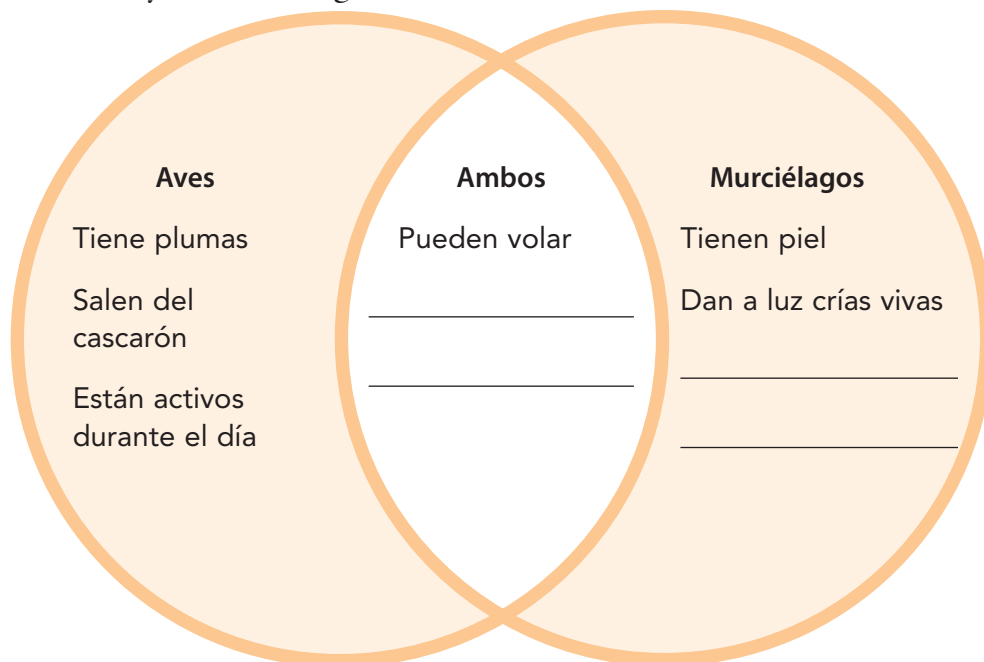 Aves
Tiene plumas
Salen del
cascarón
Están activos
durante el día
Ambos
Pueden volar
Murciélagos
Tienen piel
Dan a luz crías vivas